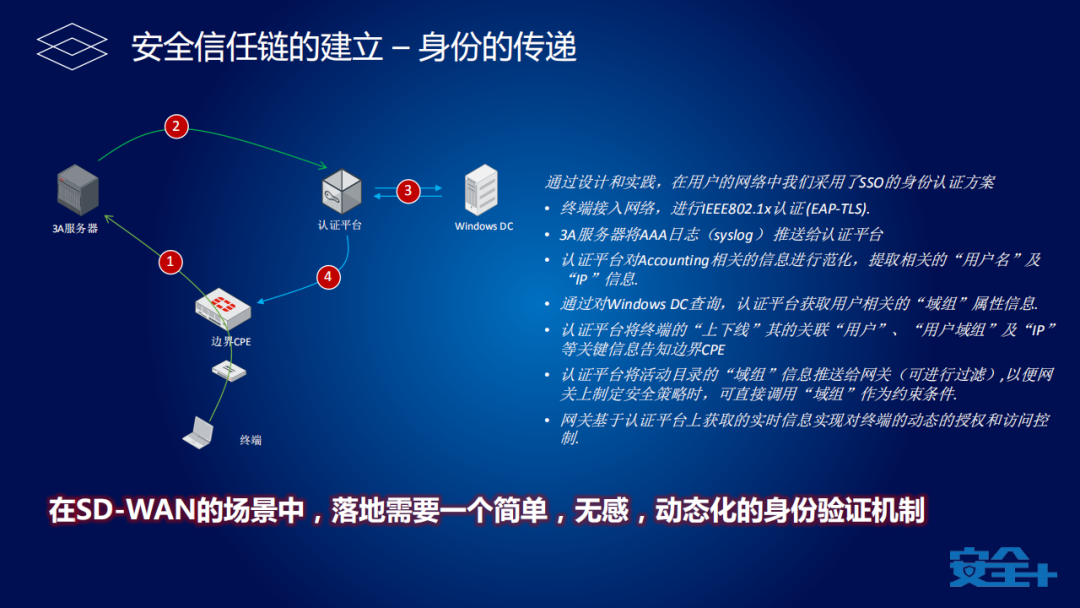 安全信任链的建立 – 身份的传递
2
3
3A服务器
认证平台
Windows DC
1
4
边界CPE
终端
通过设计和实践，在用户的网络中我们采用了SSO的身份认证方案
• 终端接入网络，进行IEEE802.1x认证(EAP-TLS).
• 3A服务器将AAA日志（syslog） 推送给认证平台
• 认证平台对Accounting相关的信息进行范化，提取相关的“用户名”及
“IP”信息.
• 通过对Windows DC查询，认证平台获取用户相关的“域组”属性信息.
• 认证平台将终端的“上下线”其的关联“用户”、“用户域组”及“IP”
等关键信息告知边界CPE
• 认证平台将活动目录的“域组”信息推送给网关（可进行过滤）,以便网
关上制定安全策略时，可直接调用“域组”作为约束条件.
• 网关基于认证平台上获取的实时信息实现对终端的动态的授权和访问控
制.
在SD-WAN的场景中，落地需要一个简单，无感，动态化的身份验证机制
安全+